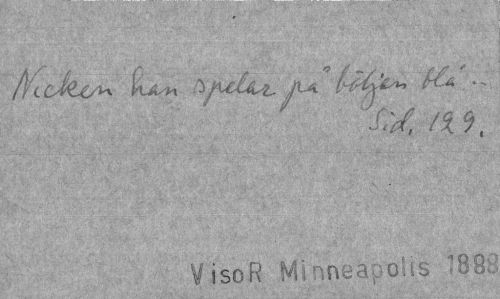 Nicken han spelar på böljan blå –
Sid. 129.
VisoR Minneapolis 1888